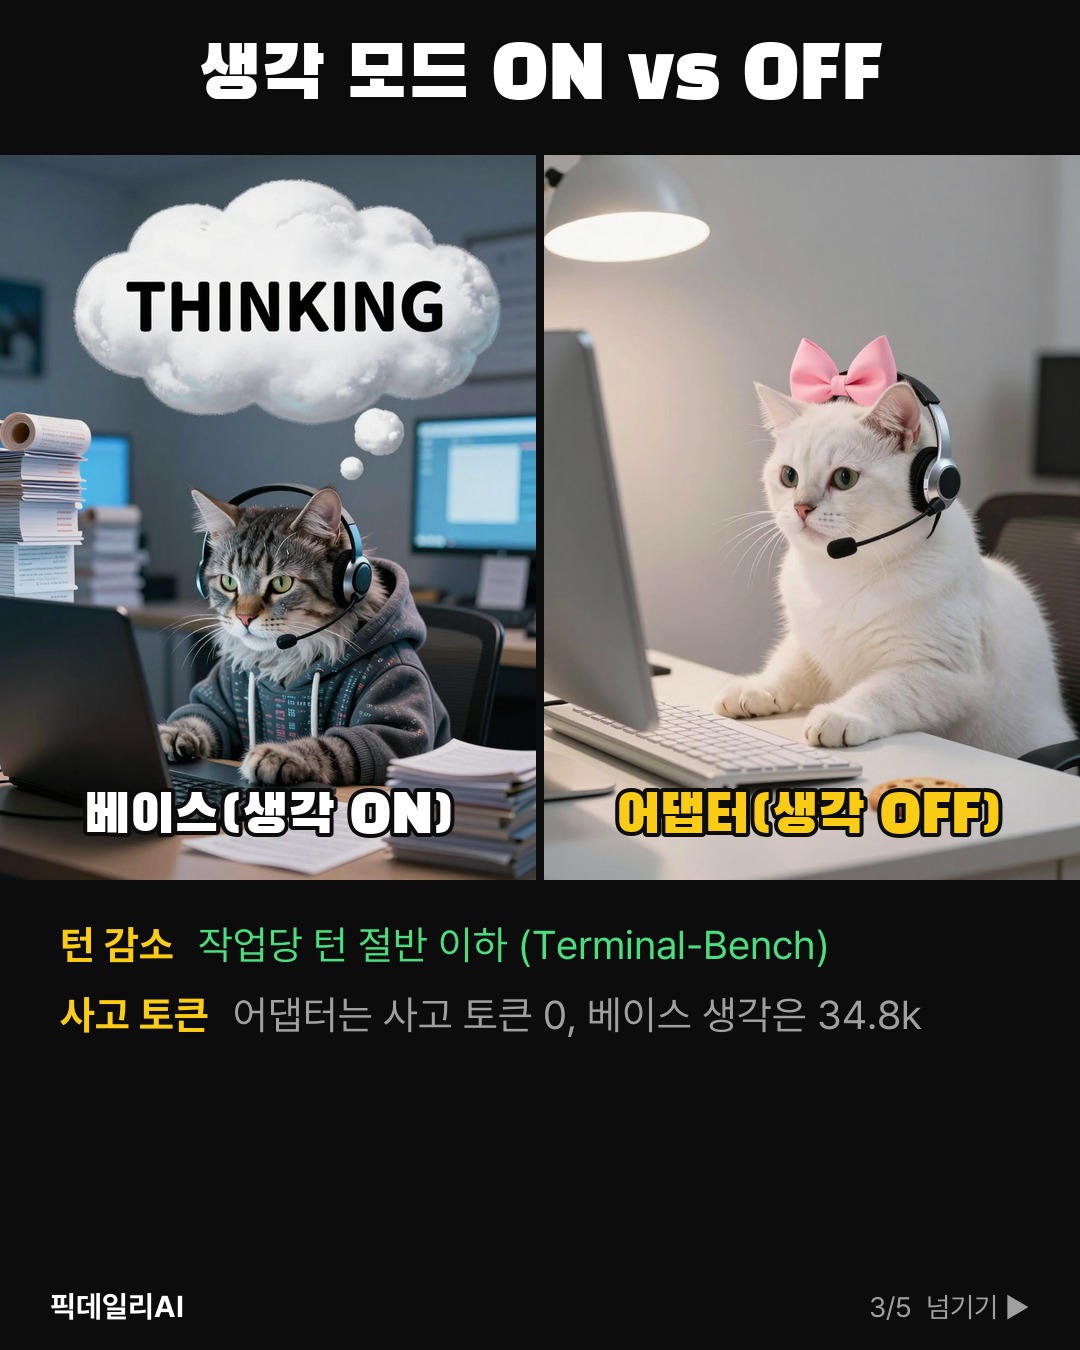 생각 모드 ON vs OFF
THINKING
베이스(생각 ON)
어댑터(생각 OFF)
턴 감소 작업당 턴 절반 이하 (Terminal-Bench)
사고 토큰 어댑터는 사고 토큰 0, 베이스 생각은 34.8k
픽데일리AI
3/5 넘기기 ▶